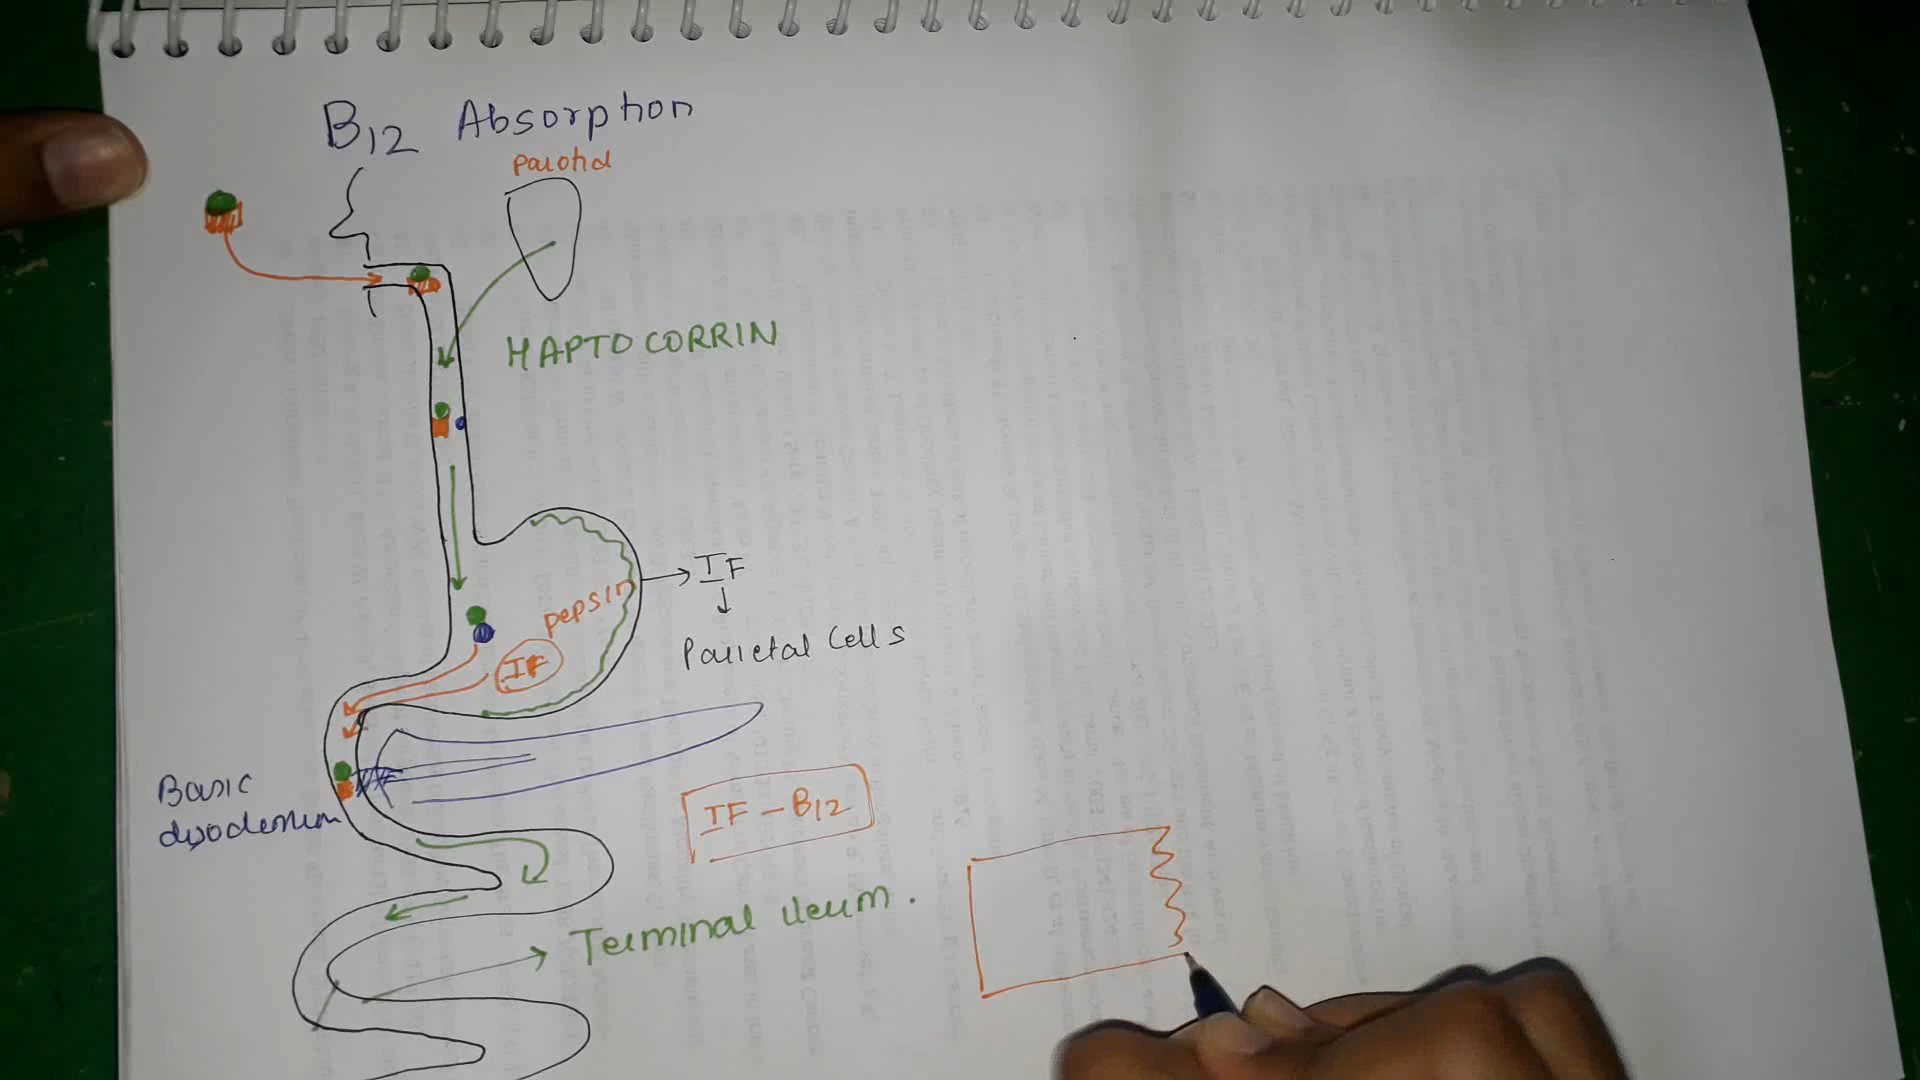 B12 Absorption
Parotid
HAPTOCORRIN
IF
pepsin
IF
Parietal Cells
Basic
duodenum
IF - B12
Terminal ileum.